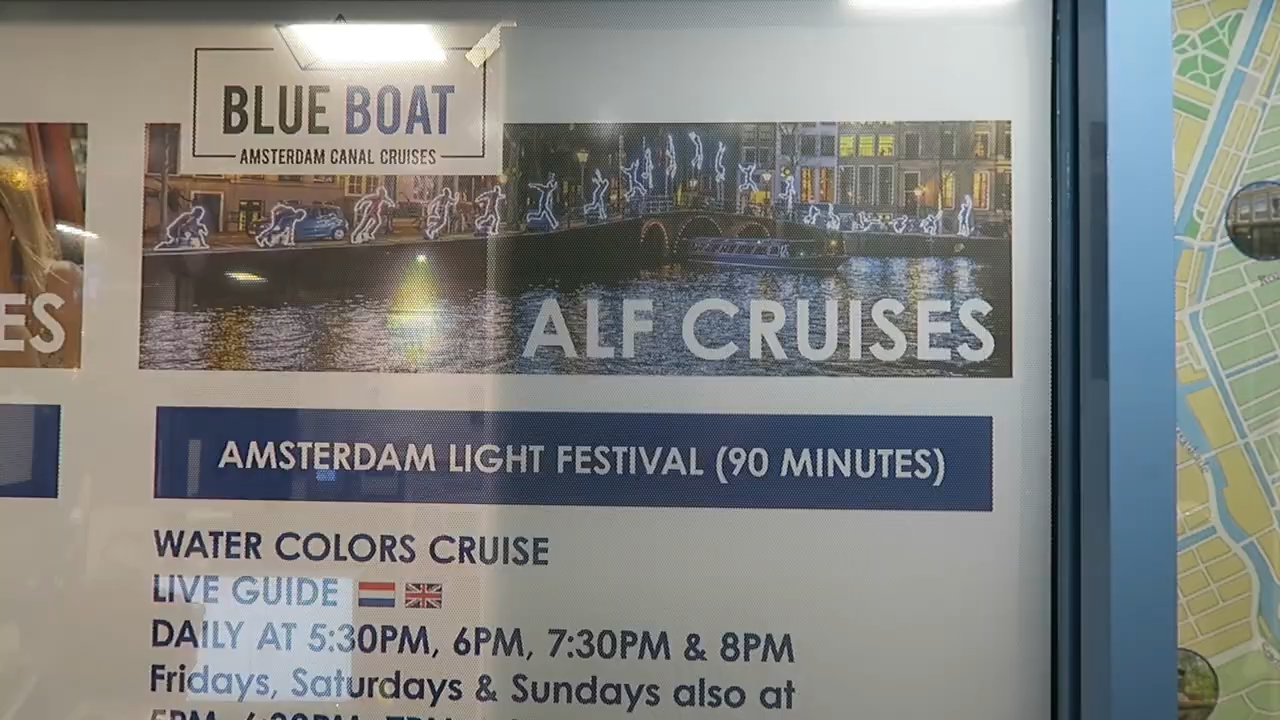 BLUE BOAT
AMSTERDAM CANAL CRUISES
ES
ALF CRUISES
AMSTERDAM LIGHT FESTIVAL (90 MINUTES)
WATER COLORS CRUISE
LIVE GUIDE
DAILY AT 5:30PM, 6PM, 7:30PM & 8PM
Fridays, Saturdays & Sundays also at